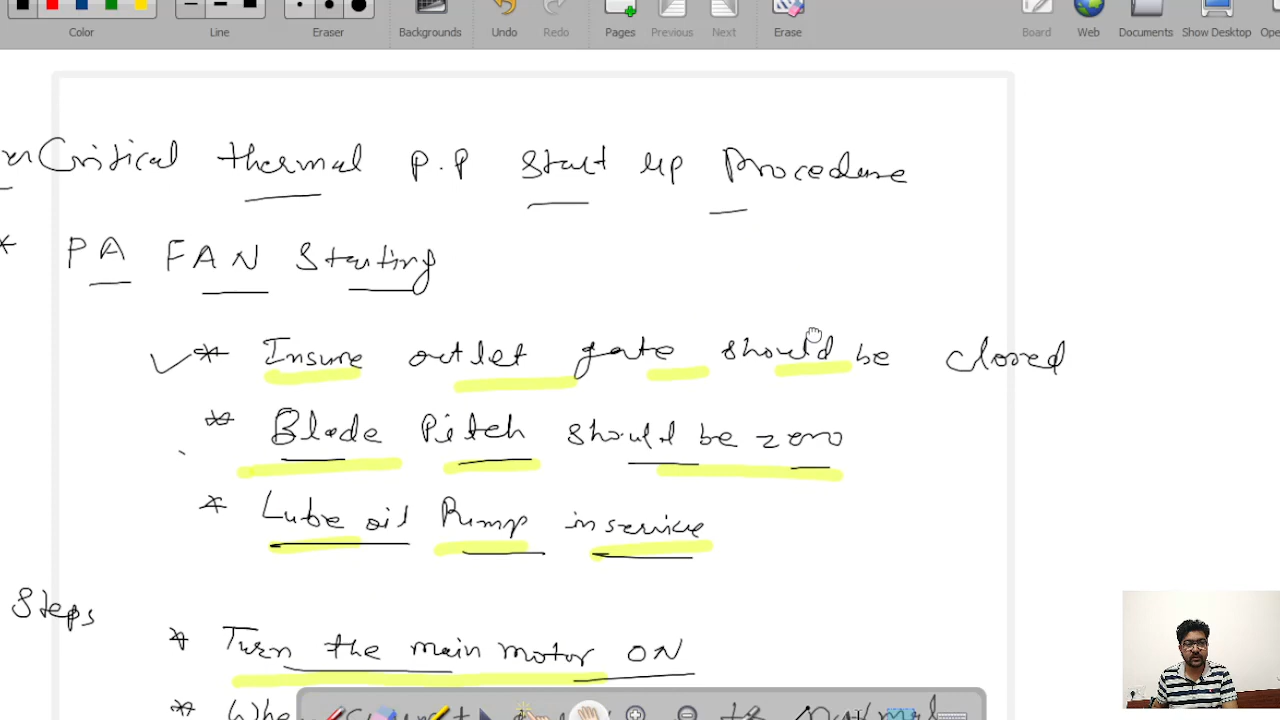 Color Line Eraser Backgrounds Undo Redo Pages Previous Next Erase Board Web Documents Show Desktop
Critical thermal P.P Start up Procedure
* PA FAN Starting
* Insure outlet gate should be closed
* Blade Pitch should be zero
* Lube oil Pump in service
Steps
* Turn the main motor ON
*